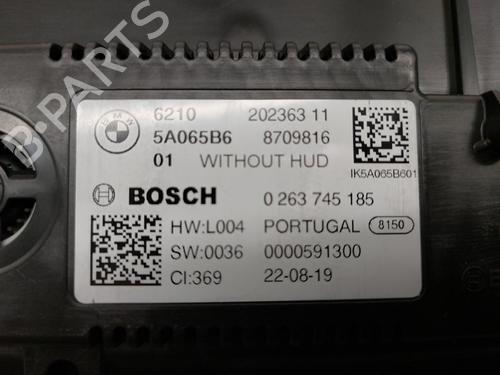 B-PARTS
BMW
6210 202363 11
5A065B6 8709816
01 WITHOUT HUD
IK5A065B601
BOSCH 0 263 745 185
HW:L004 PORTUGAL 8150
SW:0036 0000591300
CI:369 22-08-19